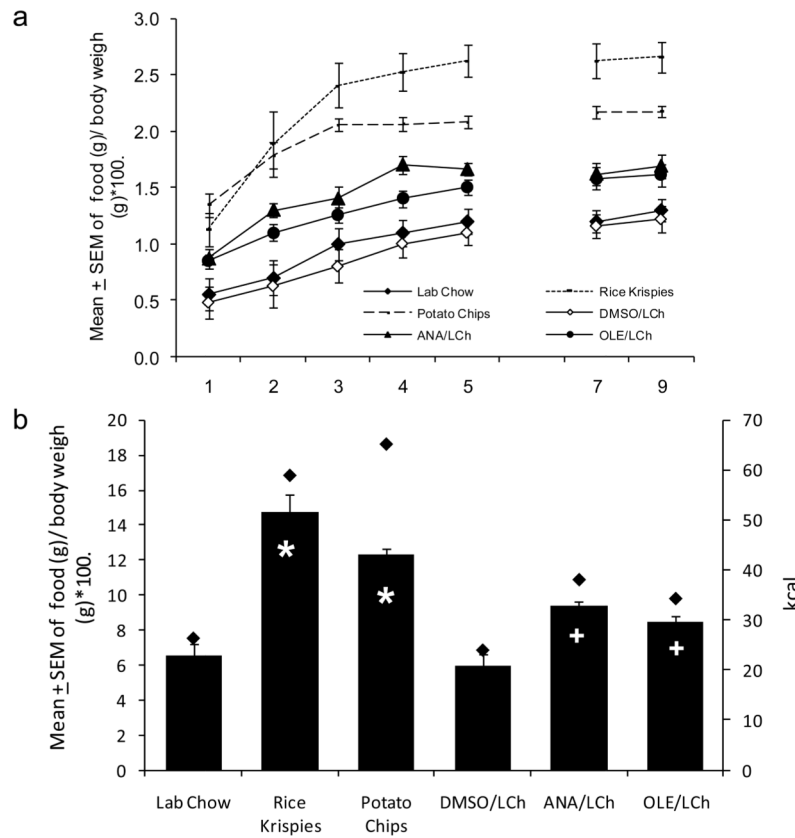 a
Mean ± SEM of food (g)/ body weigh
(g)*100.
3.0
2.5
2.0
1.5
1.0
0.5
0.0
Lab Chow
Rice Krispies
Potato Chips
DMSO/LCh
ANA/LCh
OLE/LCh
1 2 3 4 5 7 9
b
Mean ± SEM of food (g)/ body weigh
(g)*100.
20
18
16
14
12
10
8
6
4
2
0
* * + +
70
60
50
40
30
20
10
0
kcal
Lab Chow
Rice
Krispies
Potato
Chips
DMSO/LCh
ANA/LCh
OLE/LCh